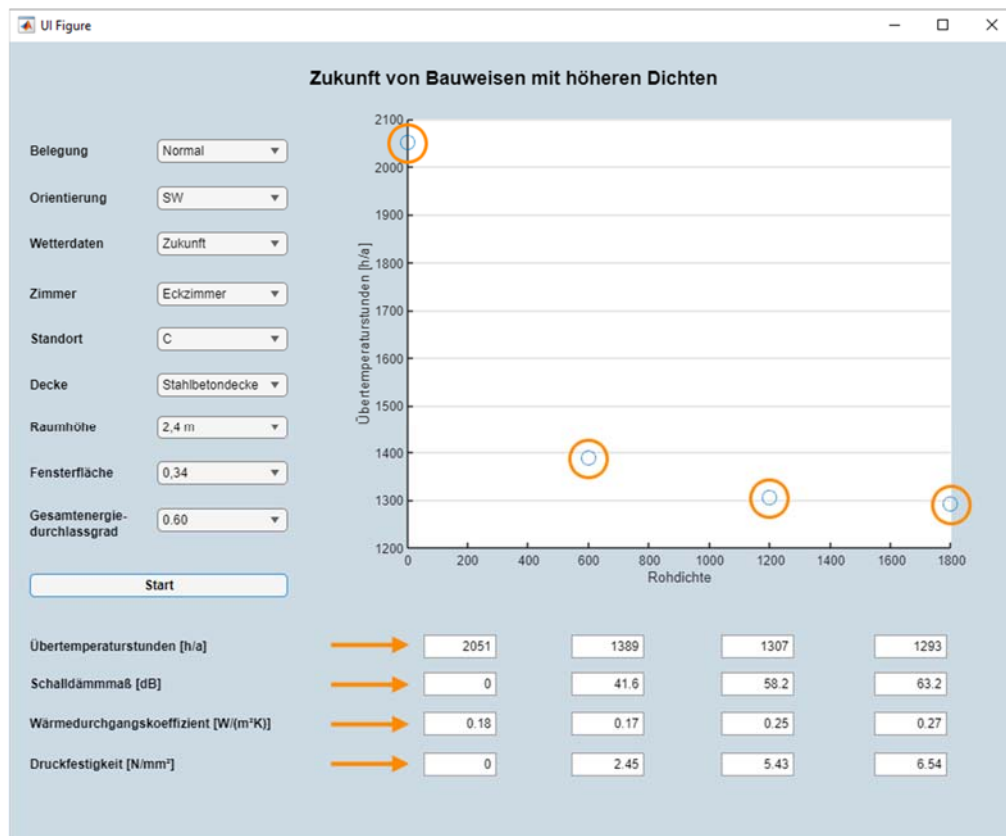 UI Figure
Zukunft von Bauweisen mit höheren Dichten
Belegung Normal
Orientierung SW
Wetterdaten Zukunft
Zimmer Eckzimmer
Standort C
Decke Stahlbetondecke
Raumhöhe 2,4 m
Fensterfläche 0,34
Gesamtenergie-
durchlassgrad 0.60
Start
Übertemperaturstunden [h/a]
2100
2000
1900
1800
1700
1600
1500
1400
1300
1200
0 200 400 600 800 1000 1200 1400 1600 1800
Rohdichte
Übertemperaturstunden [h/a] 2051 1389 1307 1293
Schalldämmmaß [dB] 0 41.6 58.2 63.2
Wärmedurchgangskoeffizient [W/(m²K)] 0.18 0.17 0.25 0.27
Druckfestigkeit [N/mm²] 0 2.45 5.43 6.54